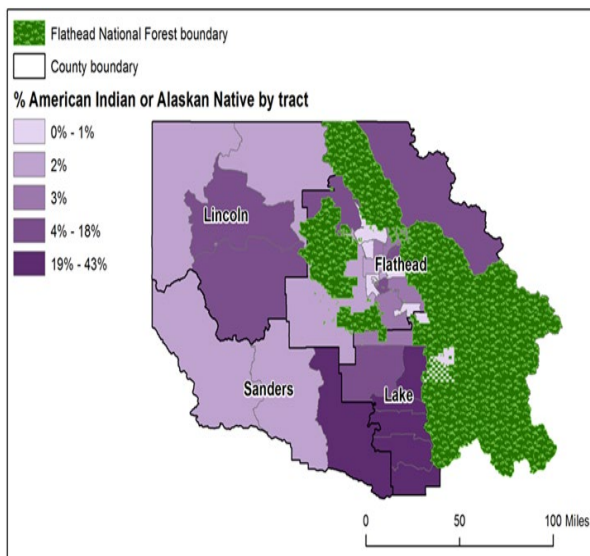 Flathead National Forest boundary
County boundary
% American Indian or Alaskan Native by tract
0% - 1%
2%
3%
4% - 18%
19% - 43%
Lincoln
Flathead
Sanders
Lake
0 50 100 Miles